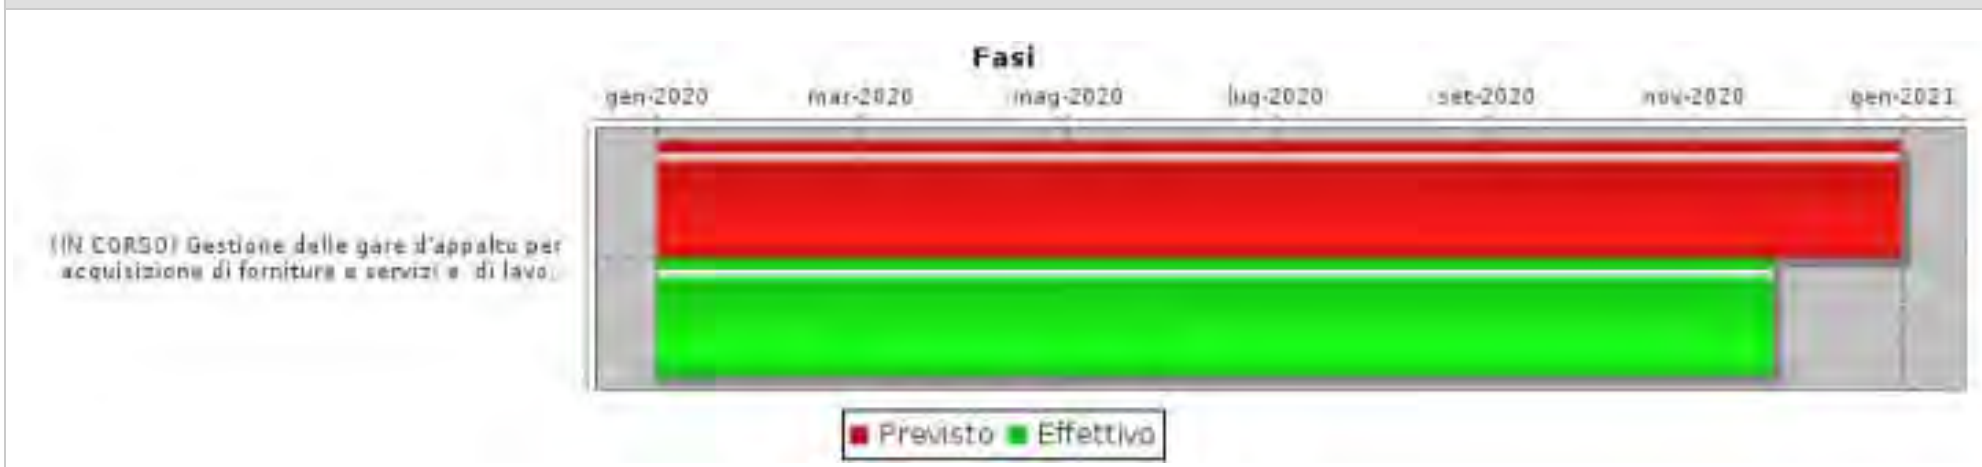 Fasi
gen-2020 mar-2020 mag-2020 lug-2020 set-2020 nov-2020 gen-2021
(IN CORSO) Gestione delle gare d'appalto per
acquisizione di forniture e servizi e di lavo...
Previsto Effettivo